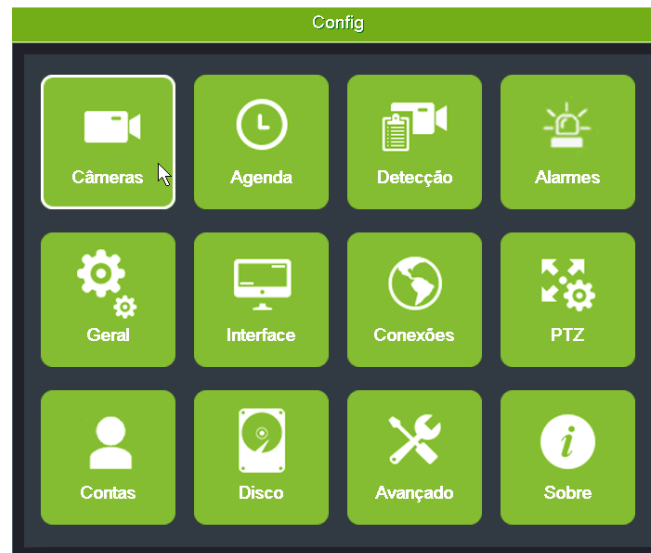 Config
Câmeras
Agenda
Detecção
Alarmes
Geral
Interface
Conexões
PTZ
Contas
Disco
Avançado
Sobre